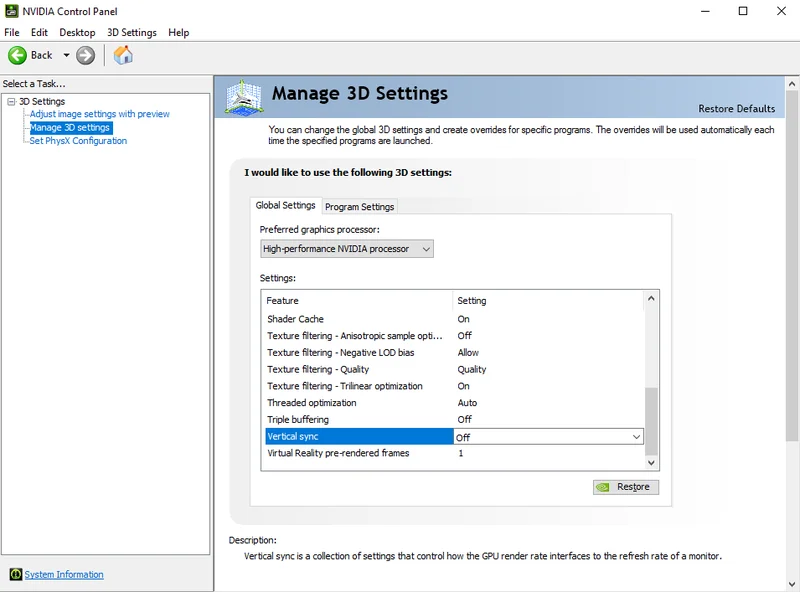 NVIDIA Control Panel
File Edit Desktop 3D Settings Help
Back
Select a Task...
3D Settings
Adjust image settings with preview
Manage 3D settings
Set PhysX Configuration
System Information
Manage 3D Settings
Restore Defaults
You can change the global 3D settings and create overrides for specific programs. The overrides will be used automatically each
time the specified programs are launched.
I would like to use the following 3D settings:
Global Settings Program Settings
Preferred graphics processor:
High-performance NVIDIA processor
Settings:
Feature Setting
Shader Cache On
Texture filtering - Anisotropic sample opti... Off
Texture filtering - Negative LOD bias Allow
Texture filtering - Quality Quality
Texture filtering - Trilinear optimization On
Threaded optimization Auto
Triple buffering Off
Vertical sync Off
Virtual Reality pre-rendered frames 1
Restore
Description:
Vertical sync is a collection of settings that control how the GPU render rate interfaces to the refresh rate of a monitor.